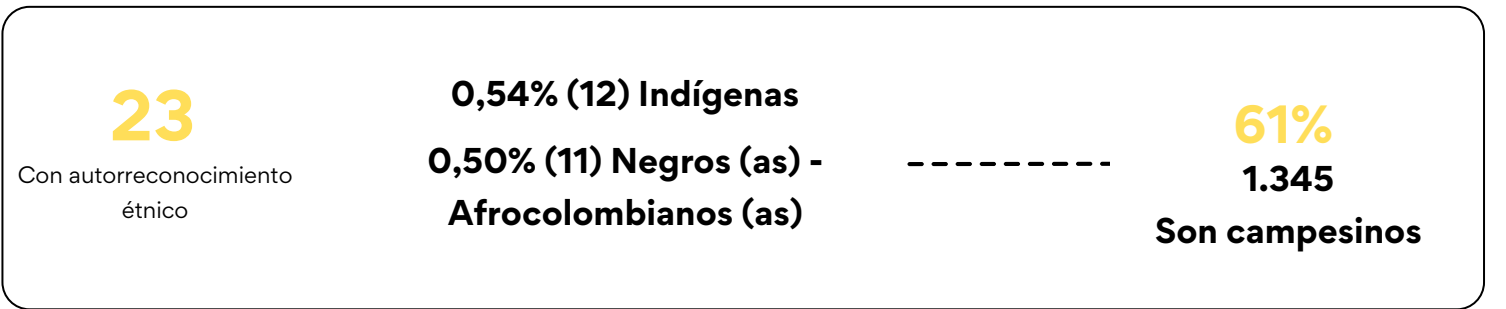 23
Con autorreconocimiento
étnico
0,54% (12) Indígenas
0,50% (11) Negros (as) -
Afrocolombianos (as)
61%
1.345
Son campesinos